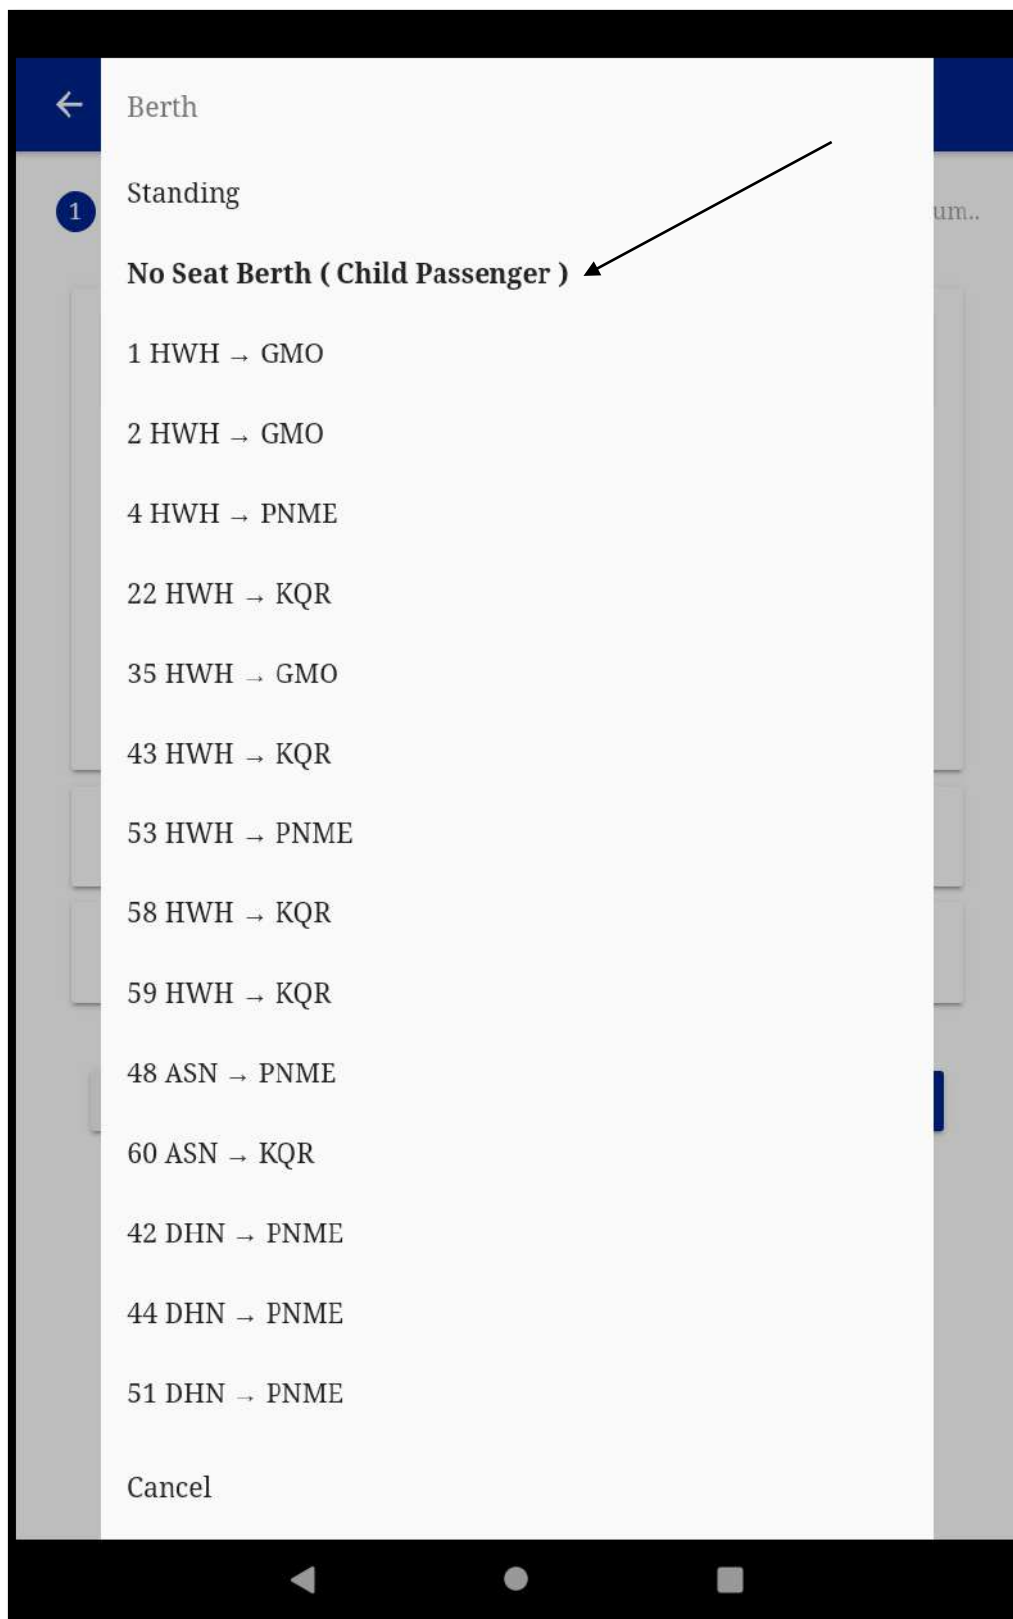 Berth
Standing
1
um..
No Seat Berth ( Child Passenger )
1 HWH → GMO
2 HWH → GMO
4 HWH → PNME
22 HWH → KQR
35 HWH → GMO
43 HWH → KQR
53 HWH → PNME
58 HWH → KQR
59 HWH → KQR
48 ASN → PNME
60 ASN → KQR
42 DHN → PNME
44 DHN → PNME
51 DHN → PNME
Cancel